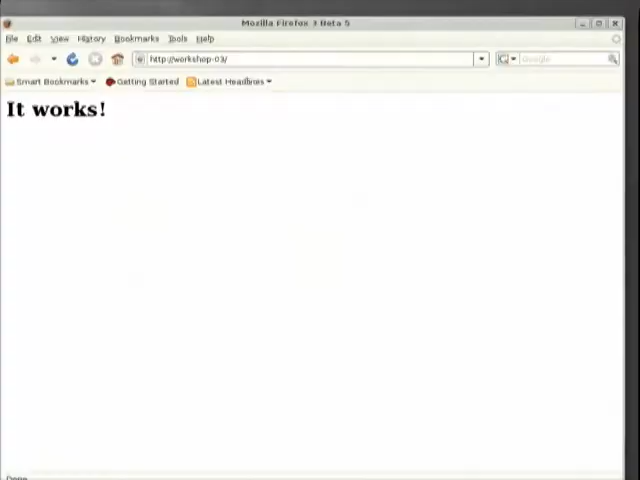 Mozilla Firefox 3 Beta 5
File Edit View History Bookmarks Tools Help
http://workshop-03/
Google
Smart Bookmarks Getting Started Latest Headlines
It works!
Done